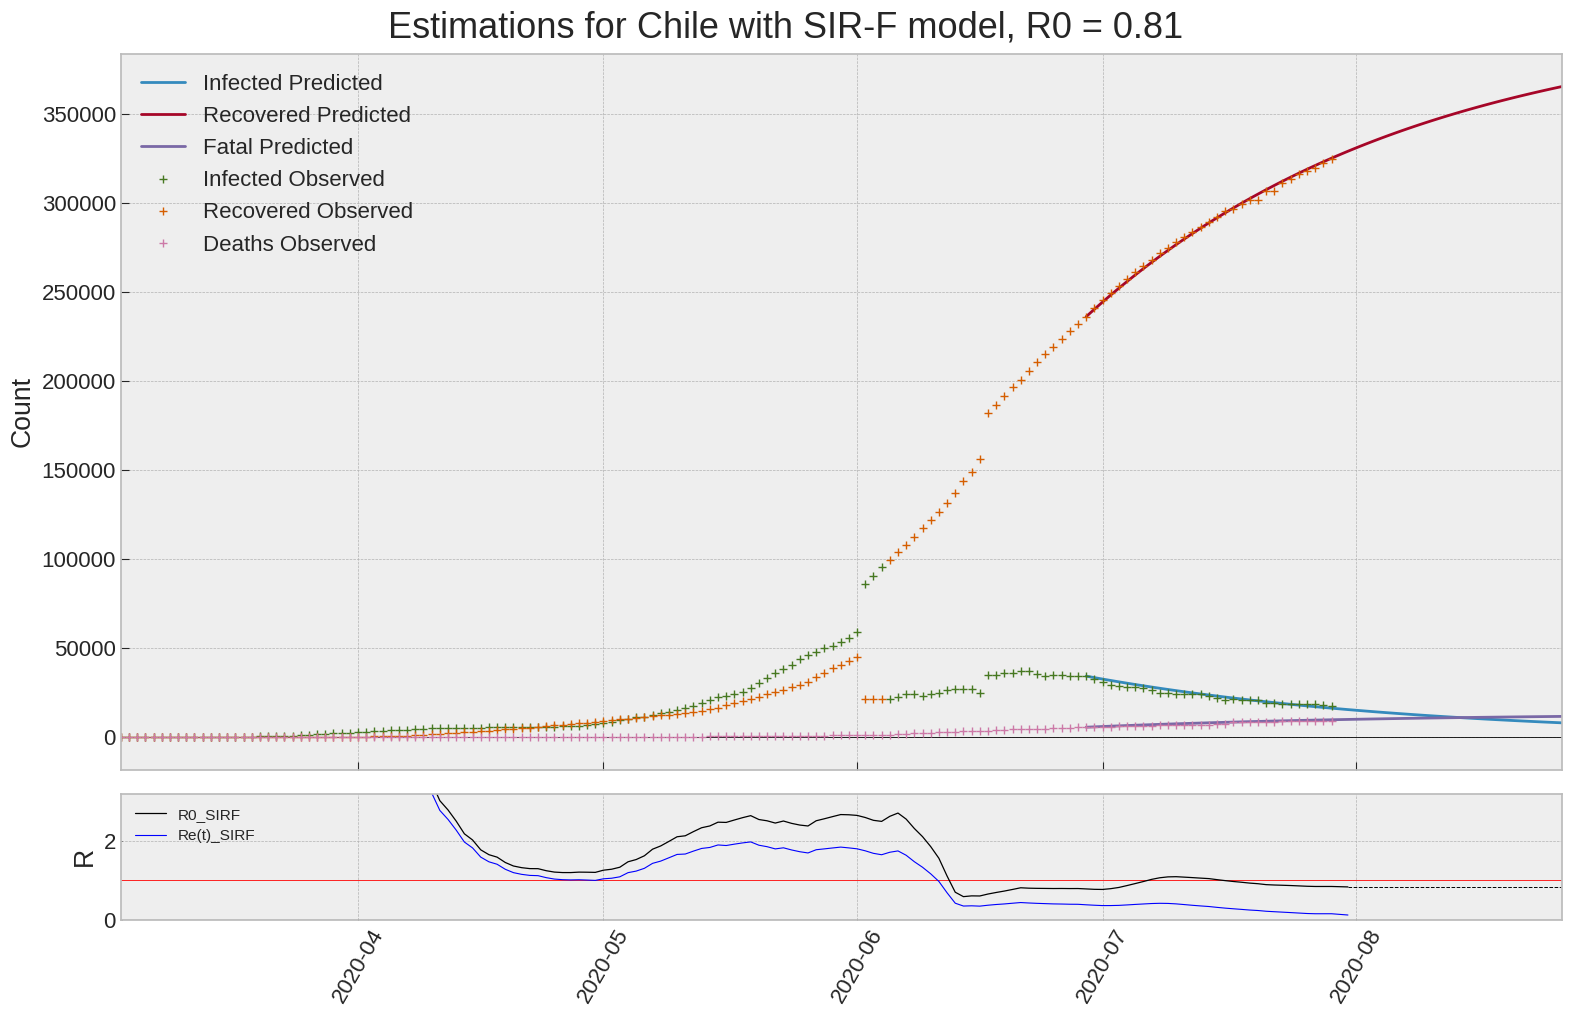 Estimations for Chile with SIR-F model, R0 = 0.81
Infected Predicted
Recovered Predicted
Fatal Predicted
Infected Observed
Recovered Observed
Deaths Observed
350000
300000
250000
200000
150000
100000
50000
0
Count
R0_SIRF
Re(t)_SIRF
2
0
R
2020-04
2020-05
2020-06
2020-07
2020-08